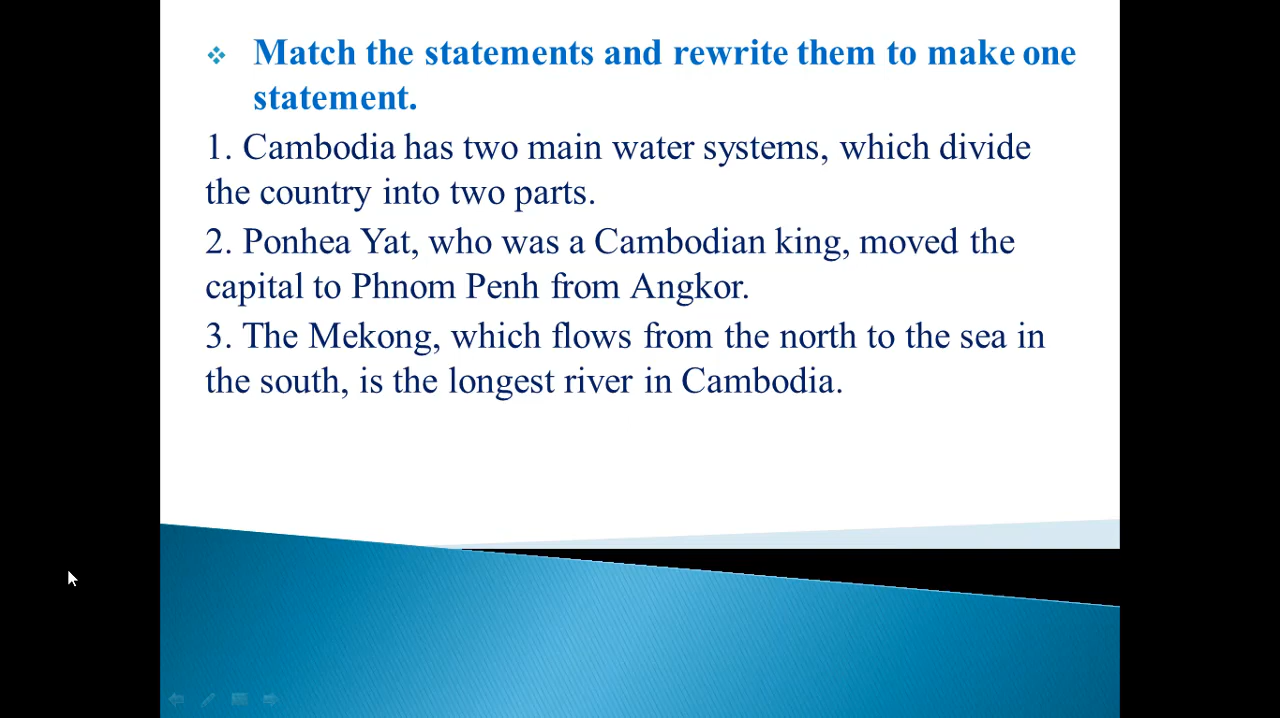 ❖ Match the statements and rewrite them to make one
statement.
1. Cambodia has two main water systems, which divide
the country into two parts.
2. Ponhea Yat, who was a Cambodian king, moved the
capital to Phnom Penh from Angkor.
3. The Mekong, which flows from the north to the sea in
the south, is the longest river in Cambodia.